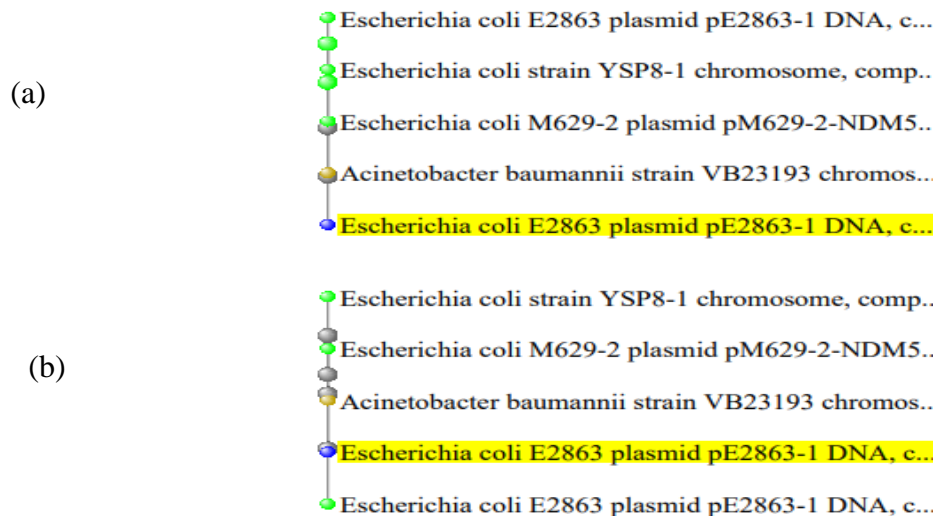 (a)
Escherichia coli E2863 plasmid pE2863-1 DNA, c...
Escherichia coli strain YSP8-1 chromosome, comp..
Escherichia coli M629-2 plasmid pM629-2-NDM5..
Acinetobacter baumannii strain VB23193 chromos...
Escherichia coli E2863 plasmid pE2863-1 DNA, c...
(b)
Escherichia coli strain YSP8-1 chromosome, comp..
Escherichia coli M629-2 plasmid pM629-2-NDM5..
Acinetobacter baumannii strain VB23193 chromos...
Escherichia coli E2863 plasmid pE2863-1 DNA, c...
Escherichia coli E2863 plasmid pE2863-1 DNA, c...